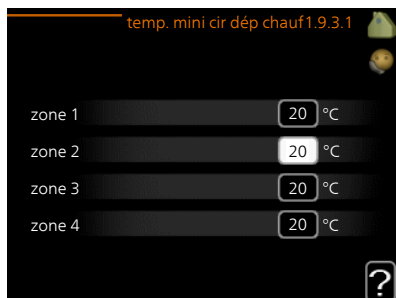 temp. mini cir dép chauf1.9.3.1
zone 1 20 °C
zone 2 20 °C
zone 3 20 °C
zone 4 20 °C
?